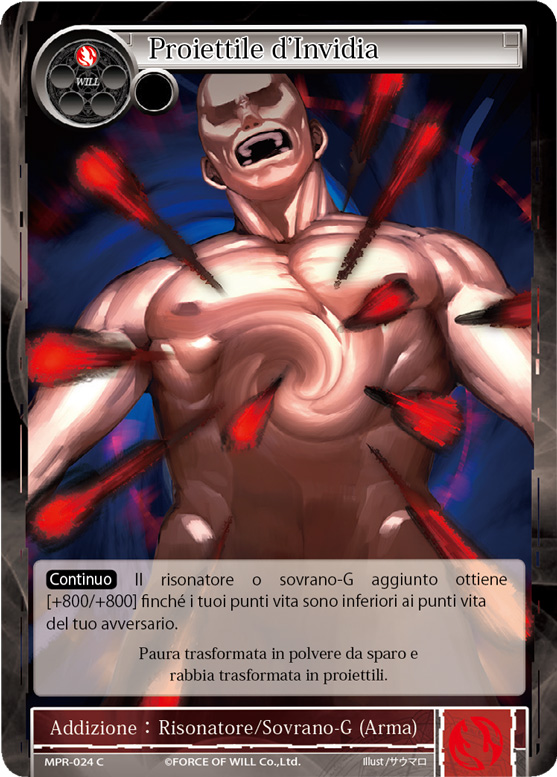 Proiettile d'Invidia
WILL
Continuo Il risonatore o sovrano-G aggiunto ottiene
[+800/+800] finché i tuoi punti vita sono inferiori ai punti vita
del tuo avversario.
Paura trasformata in polvere da sparo e
rabbia trasformata in proiettili.
Addizione : Risonatore/Sovrano-G (Arma)
MPR-024 C ©FORCE OF WILL Co.,Ltd. Illust /サウマロ